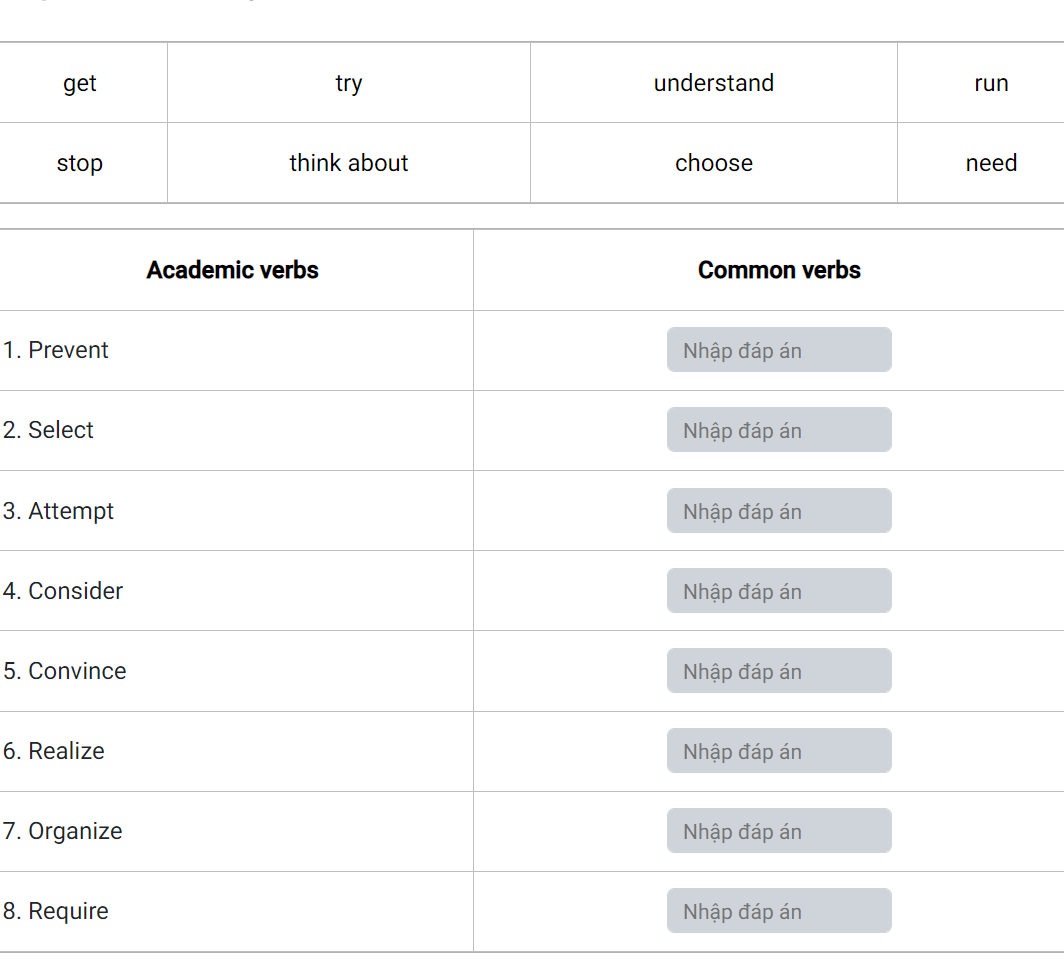 get try understand run
stop think about choose need
Academic verbs Common verbs
1. Prevent Nhập đáp án
2. Select Nhập đáp án
3. Attempt Nhập đáp án
4. Consider Nhập đáp án
5. Convince Nhập đáp án
6. Realize Nhập đáp án
7. Organize Nhập đáp án
8. Require Nhập đáp án